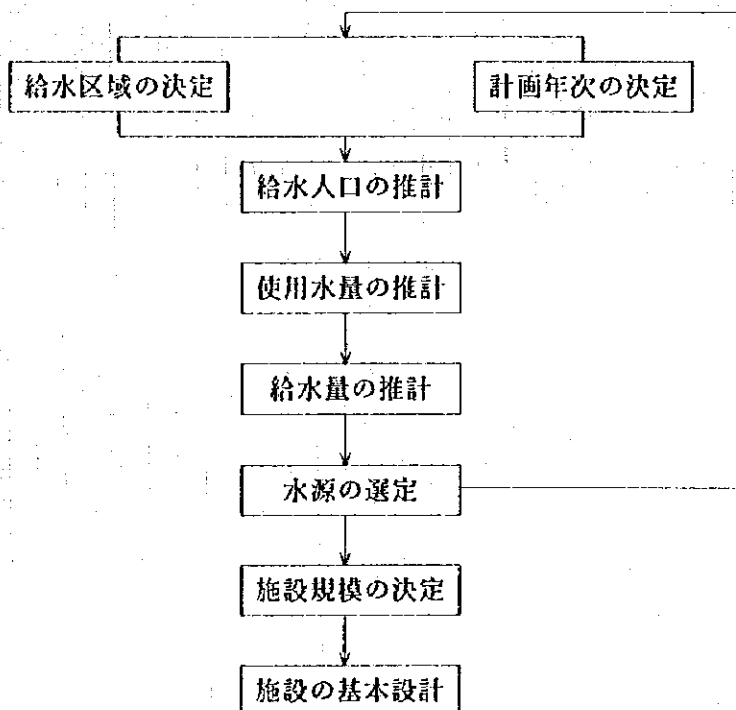 給水区域の決定
計画年次の決定
給水人口の推計
使用水量の推計
給水量の推計
水源の選定
施設規模の決定
施設の基本設計